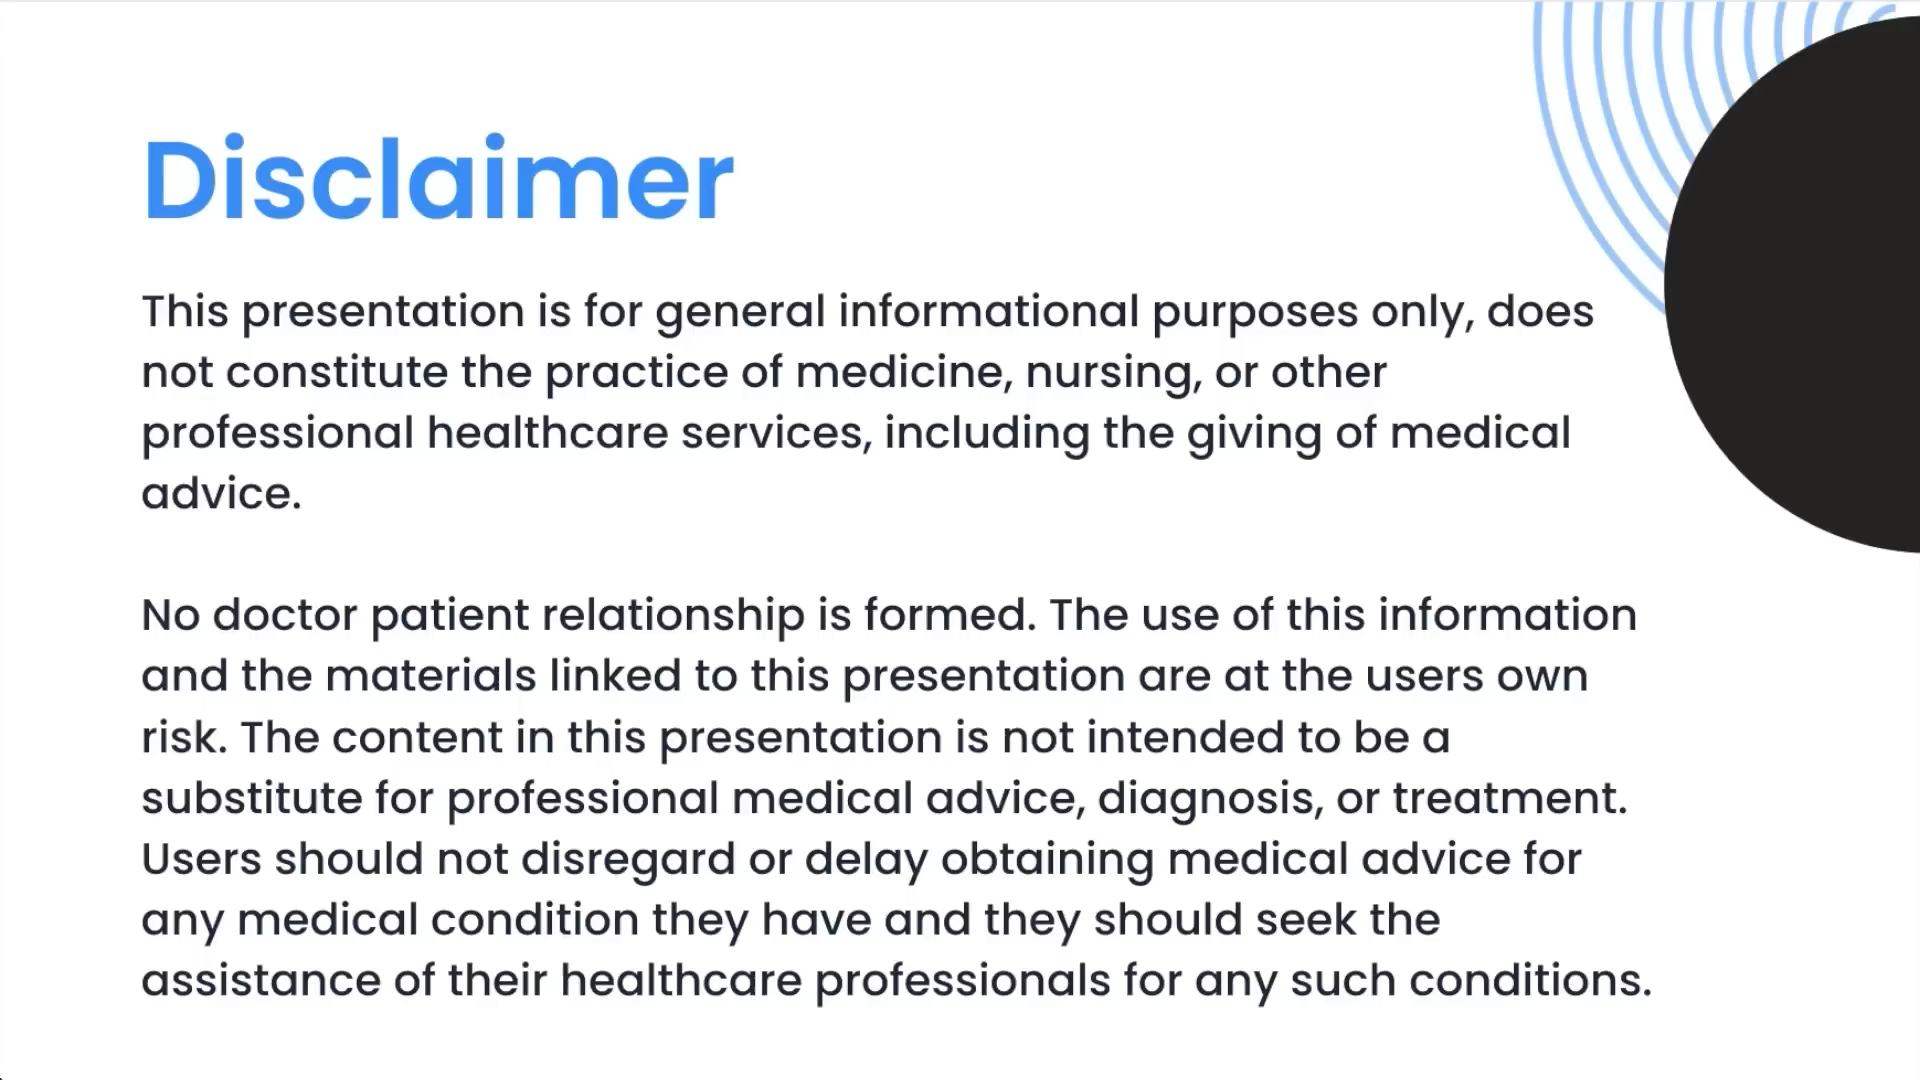 Disclaimer
This presentation is for general informational purposes only, does
not constitute the practice of medicine, nursing, or other
professional healthcare services, including the giving of medical
advice.
No doctor patient relationship is formed. The use of this information
and the materials linked to this presentation are at the users own
risk. The content in this presentation is not intended to be a
substitute for professional medical advice, diagnosis, or treatment.
Users should not disregard or delay obtaining medical advice for
any medical condition they have and they should seek the
assistance of their healthcare professionals for any such conditions.